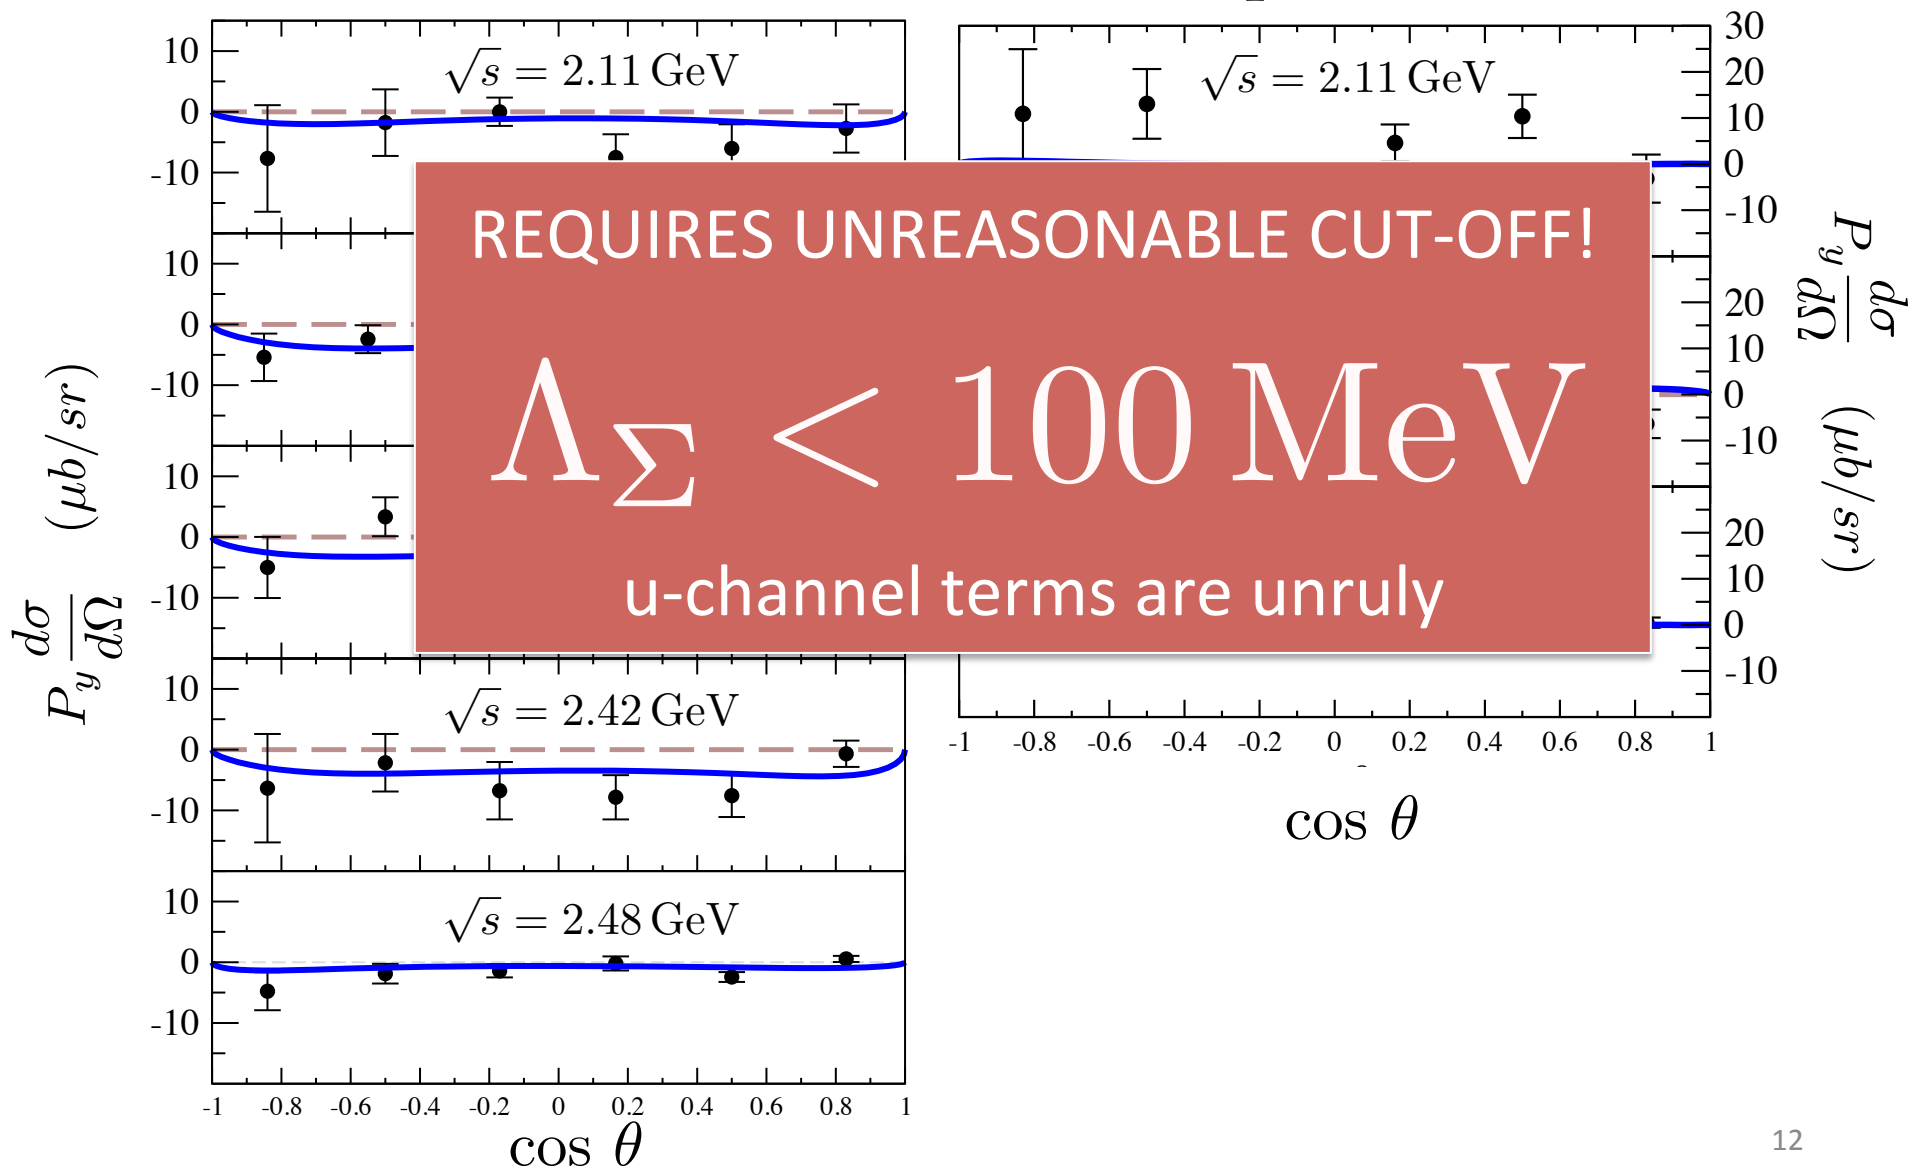 10
0
-10
√s = 2.11 GeV
10
0
-10
10
0
-10
10
0
-10
√s = 2.42 GeV
10
0
-10
√s = 2.48 GeV
-1 -0.8 -0.6 -0.4 -0.2 0 0.2 0.4 0.6 0.8 1
cos θ
P_y dσ/dΩ (μb/sr)
√s = 2.11 GeV
30
20
10
0
-10
20
10
0
-10
20
10
0
-10
-1 -0.8 -0.6 -0.4 -0.2 0 0.2 0.4 0.6 0.8 1
cos θ
P_y dσ/dΩ (μb/sr)
REQUIRES UNREASONABLE CUT-OFF!
Λ_Σ < 100 MeV
u-channel terms are unruly
12